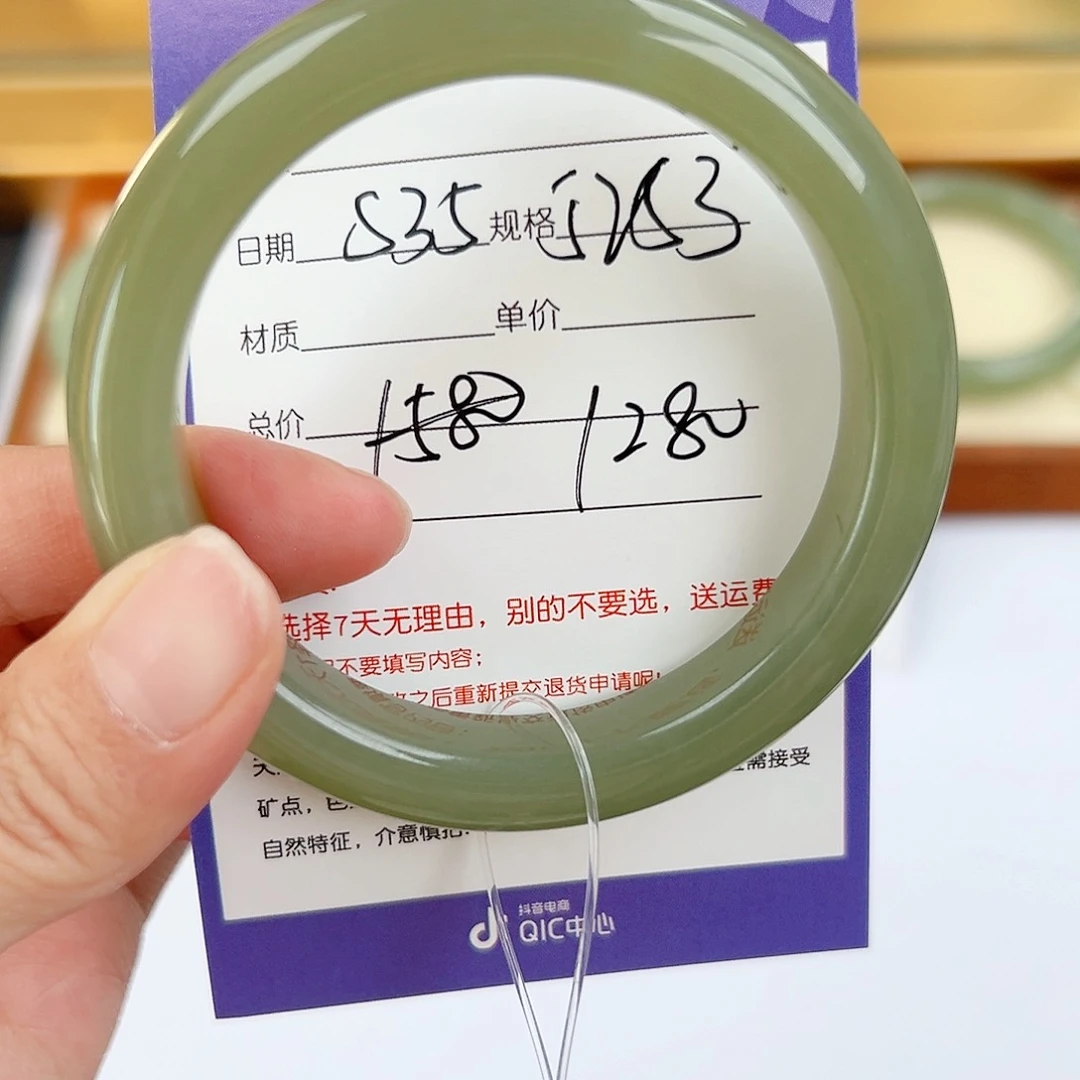 日期 535 规格
材质 单价
总价 1580 1280
选择7天无理由，别的不要选，送运费
不要填写内容；
之后重新提交退货申请呢
需接受
矿点，
自然特征，介意慎拍.
抖音电商
QIC中心